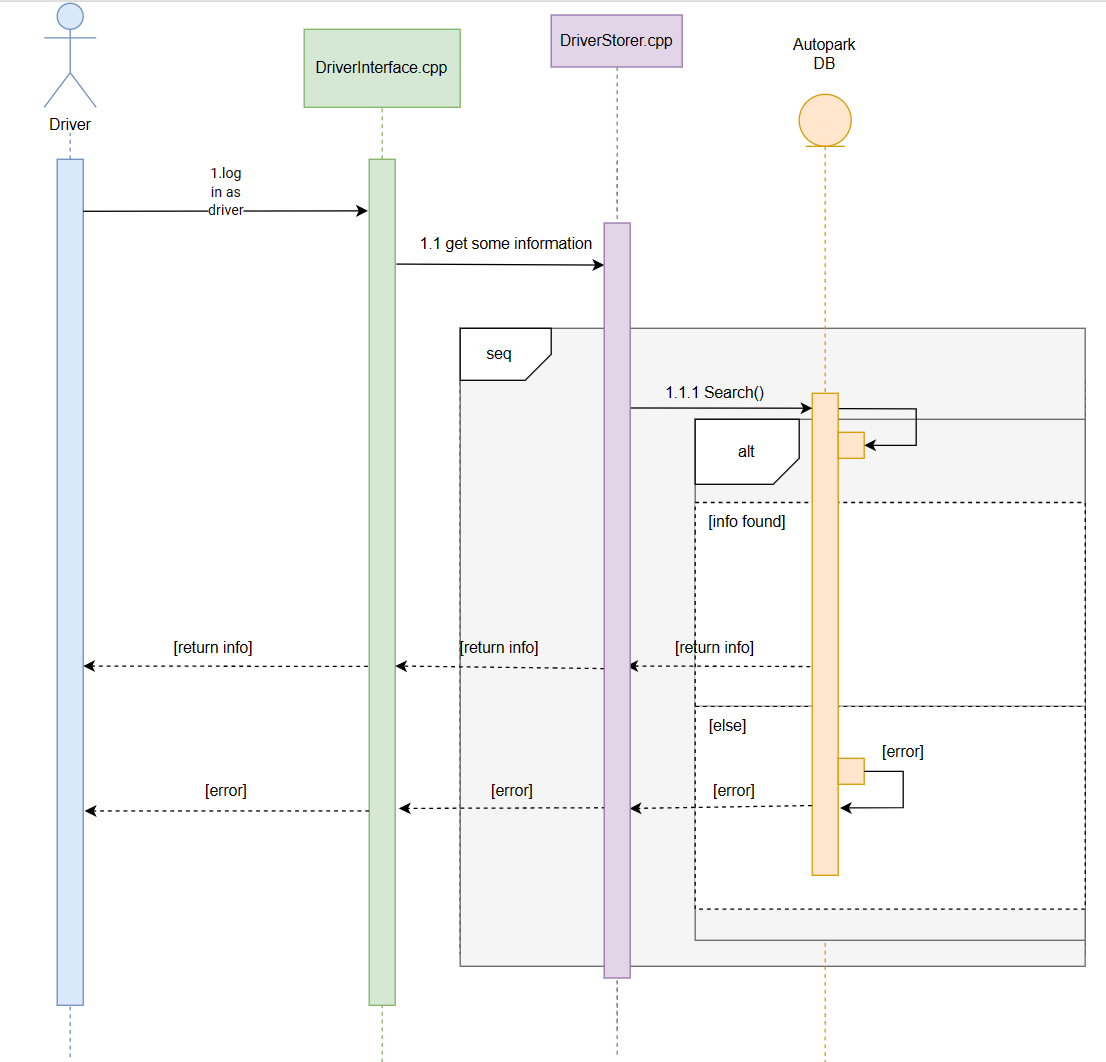 Driver
DriverInterface.cpp
DriverStorer.cpp
Autopark
DB
1.log
in as
driver
1.1 get some information
seq
1.1.1 Search()
alt
[info found]
[return info]
[return info]
[return info]
[else]
[error]
[error]
[error]
[error]